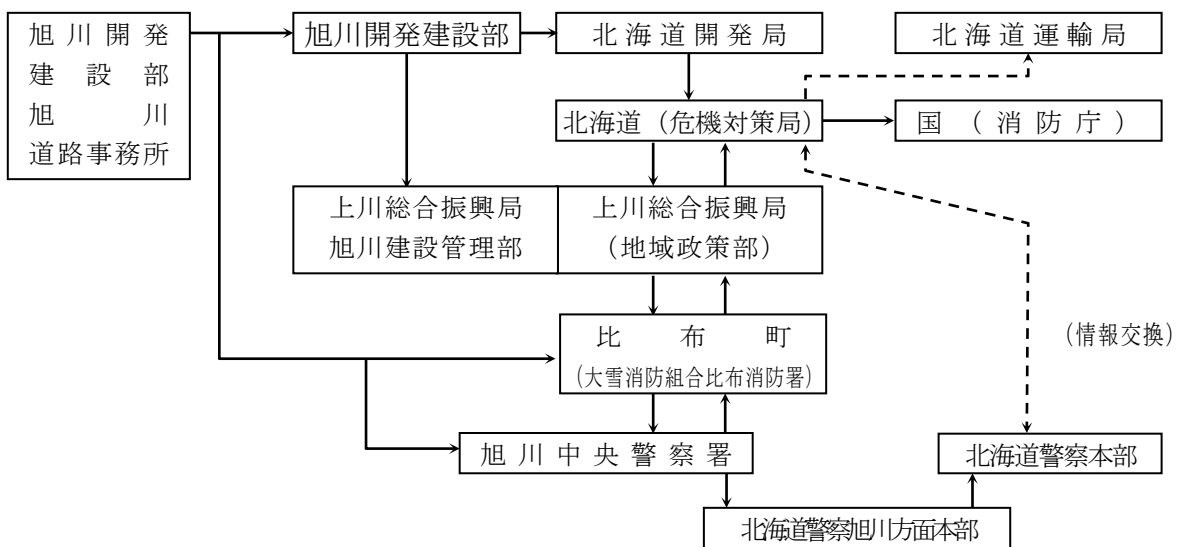 旭川開発
建設部
旭川
道路事務所
旭川開発建設部
北海道開発局
北海道運輸局
北海道（危機対策局）
国（消防庁）
上川総合振興局
旭川建設管理部
上川総合振興局
（地域政策部）
比布町
（大雪消防組合比布消防署）
（情報交換）
旭川中央警察署
北海道警察本部
北海道警察旭川方面本部